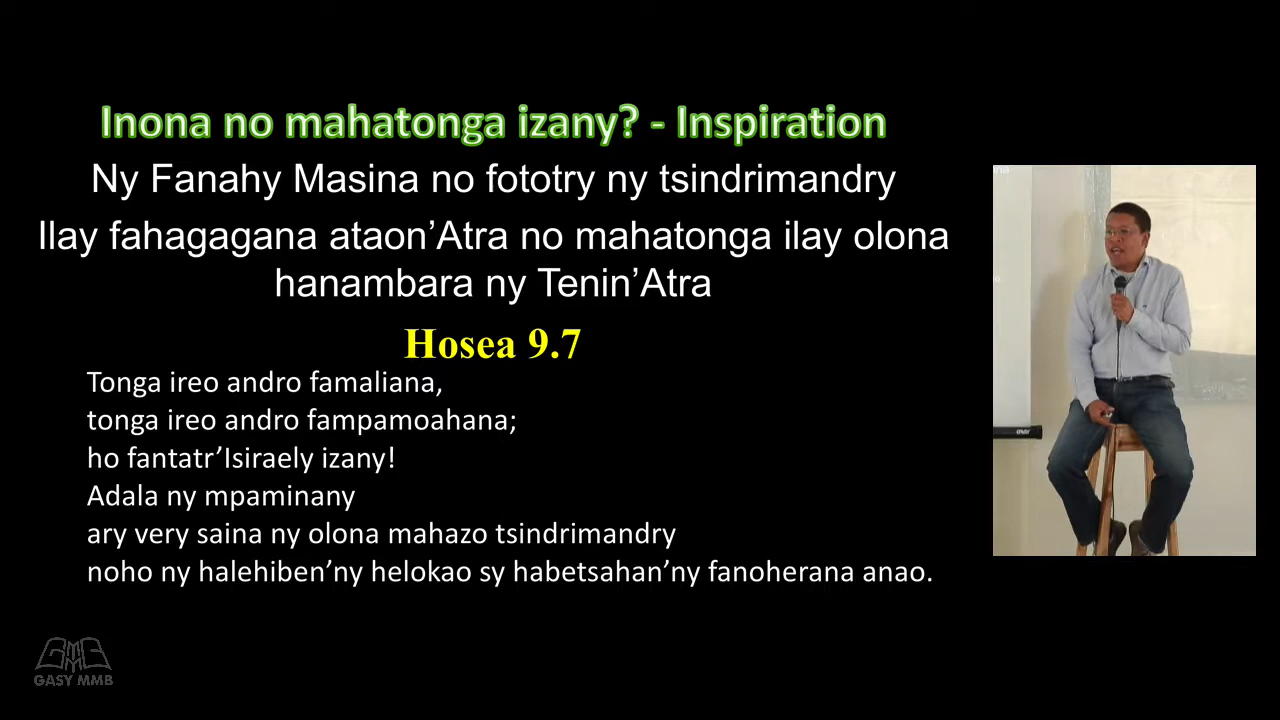 Inona no mahatonga izany? - Inspiration
Ny Fanahy Masina no fototry ny tsindrimandry
Ilay fahagagana ataon’Atra no mahatonga ilay olona
hanambara ny Tenin’Atra
Hosea 9.7
Tonga ireo andro famaliana,
tonga ireo andro fampamoahana;
ho fantatr’Isiraely izany!
Adala ny mpaminany
ary very saina ny olona mahazo tsindrimandry
noho ny halehiben’ny helokao sy habetsahan’ny fanoherana anao.
GASY MMB